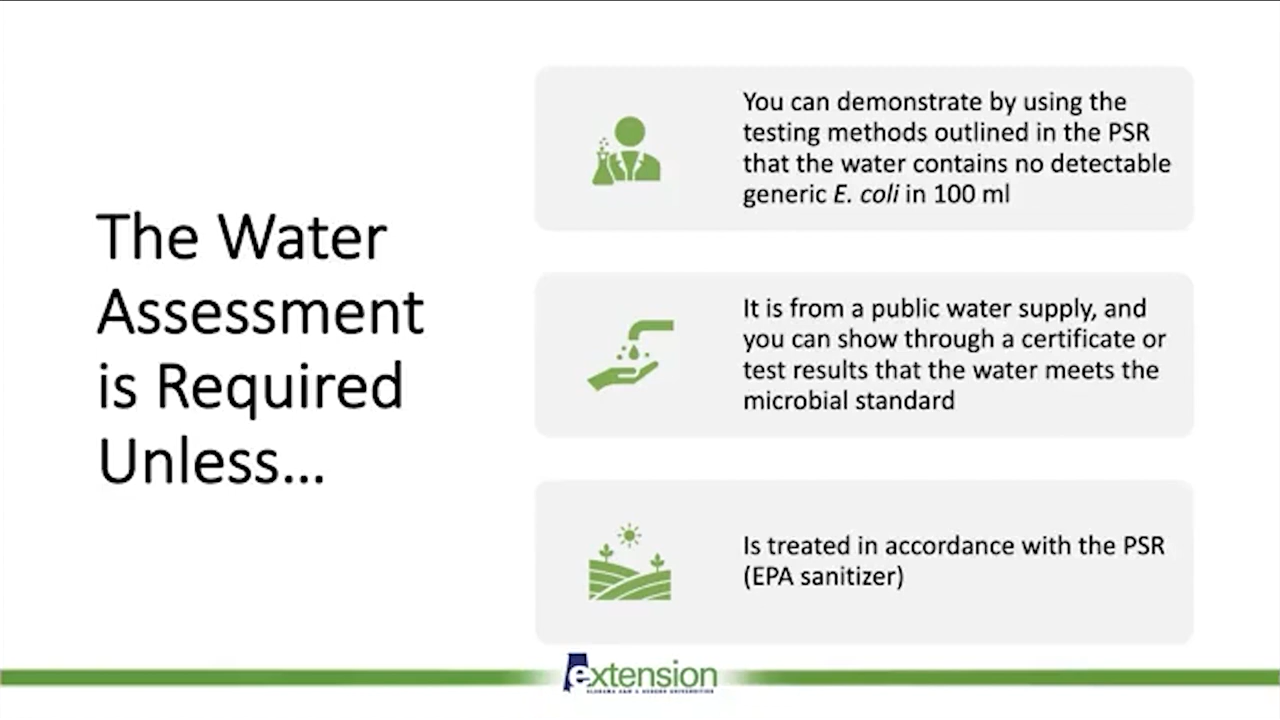 The Water
Assessment
is Required
Unless...
You can demonstrate by using the
testing methods outlined in the PSR
that the water contains no detectable
generic E. coli in 100 ml
It is from a public water supply, and
you can show through a certificate or
test results that the water meets the
microbial standard
Is treated in accordance with the PSR
(EPA sanitizer)
extension
ALABAMA A&M & AUBURN UNIVERSITIES